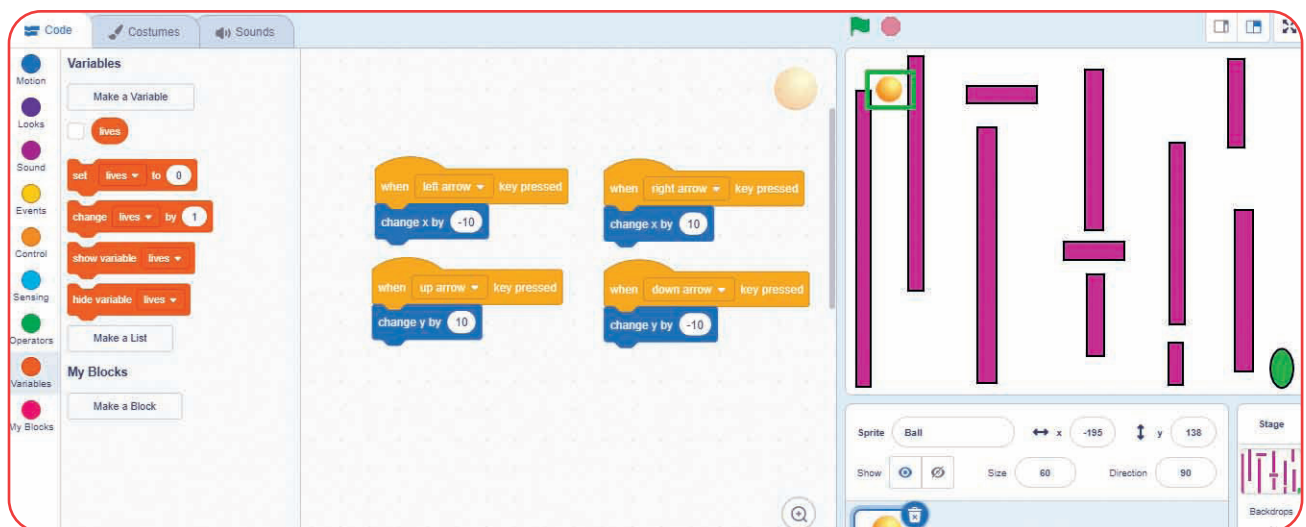 Code
Costumes
Sounds
Motion
Looks
Sound
Events
Control
Sensing
Operators
Variables
My Blocks
Variables
Make a Variable
lives
set lives to 0
change lives by 1
show variable lives
hide variable lives
Make a List
My Blocks
Make a Block
when left arrow key pressed
change x by -10
when right arrow key pressed
change x by 10
when up arrow key pressed
change y by 10
when down arrow key pressed
change y by -10
Sprite Ball x -195 y 138
Show Size 60 Direction 90
Stage
Backdrops